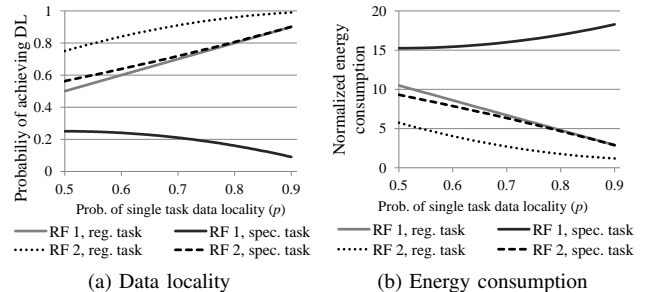 Probability of achieving DL
1
0.8
0.6
0.4
0.2
0
0.5 0.6 0.7 0.8 0.9
Prob. of single task data locality (p)
RF 1, reg. task RF 1, spec. task
RF 2, reg. task RF 2, spec. task
(a) Data locality
Normalized energy
consumption
20
15
10
5
0
0.5 0.6 0.7 0.8 0.9
Prob. of single task data locality (p)
RF 1, reg. task RF 1, spec. task
RF 2, reg. task RF 2, spec. task
(b) Energy consumption